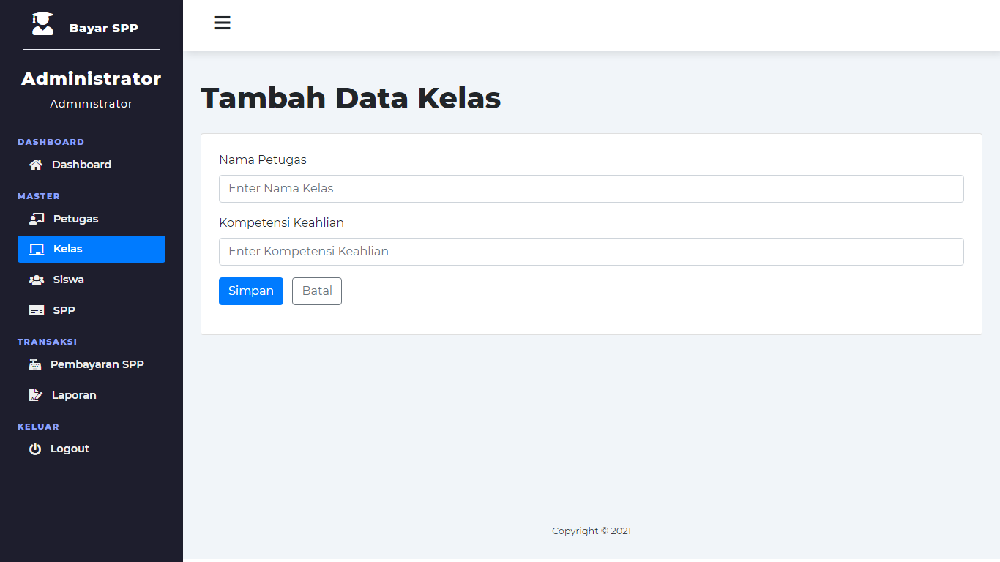 Bayar SPP
Administrator
Administrator
DASHBOARD
Dashboard
MASTER
Petugas
Kelas
Siswa
SPP
TRANSAKSI
Pembayaran SPP
Laporan
KELUAR
Logout
Tambah Data Kelas
Nama Petugas
Enter Nama Kelas
Kompetensi Keahlian
Enter Kompetensi Keahlian
Simpan Batal
Copyright © 2021